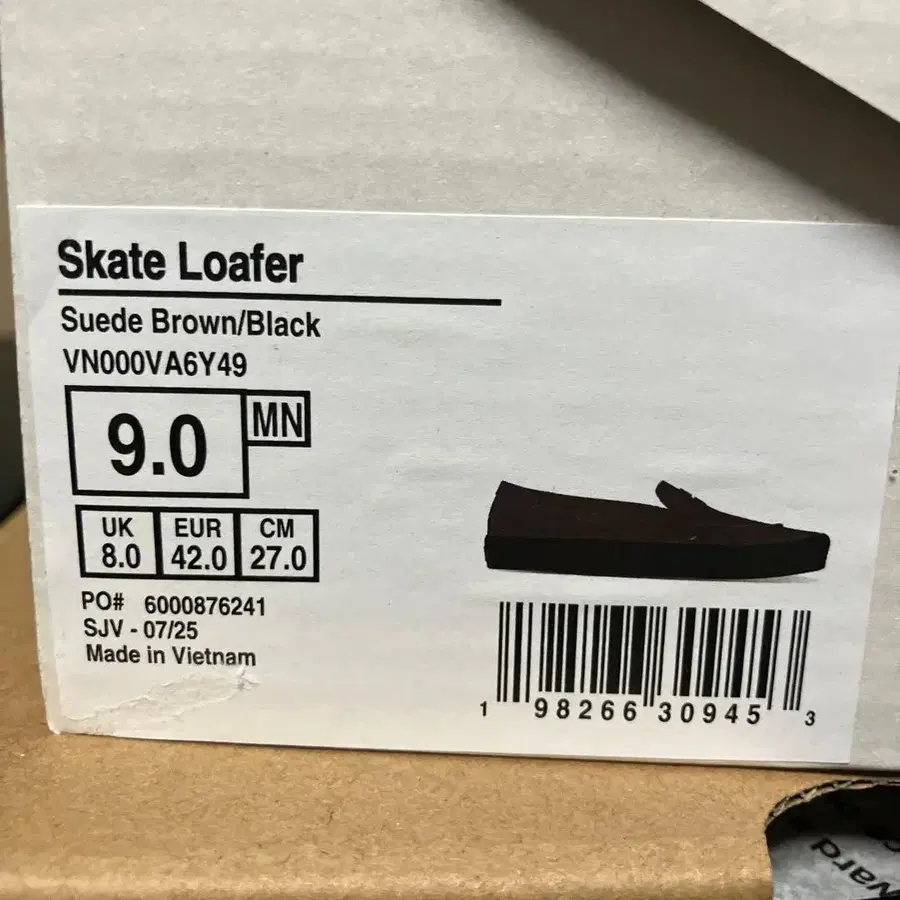 Skate Loafer
Suede Brown/Black
VN000VA6Y49
9.0 MN
UK EUR CM
8.0 42.0 27.0
PO# 6000876241
SJV - 07/25
Made in Vietnam
1 98266 30945 3